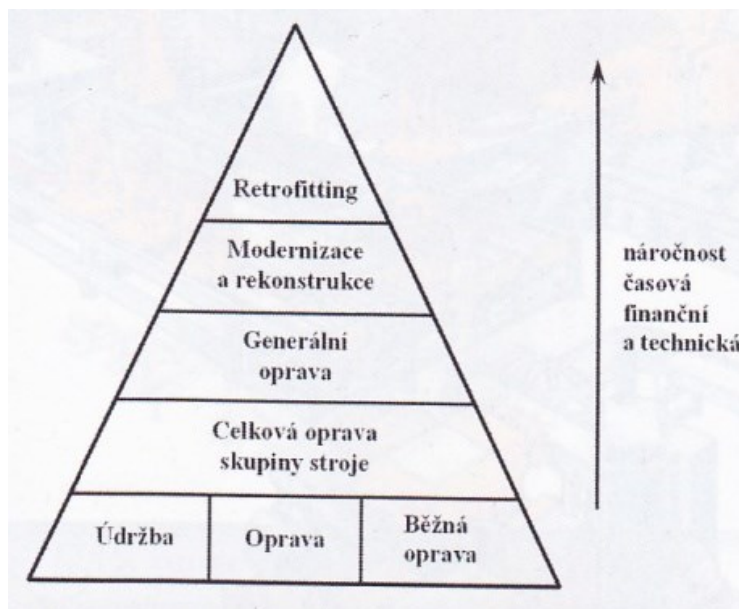 Retrofitting
Modernizace
a rekonstrukce
Generální
oprava
Celková oprava
skupiny stroje
Údržba
Oprava
Běžná
oprava
náročnost
časová
finanční
a technická